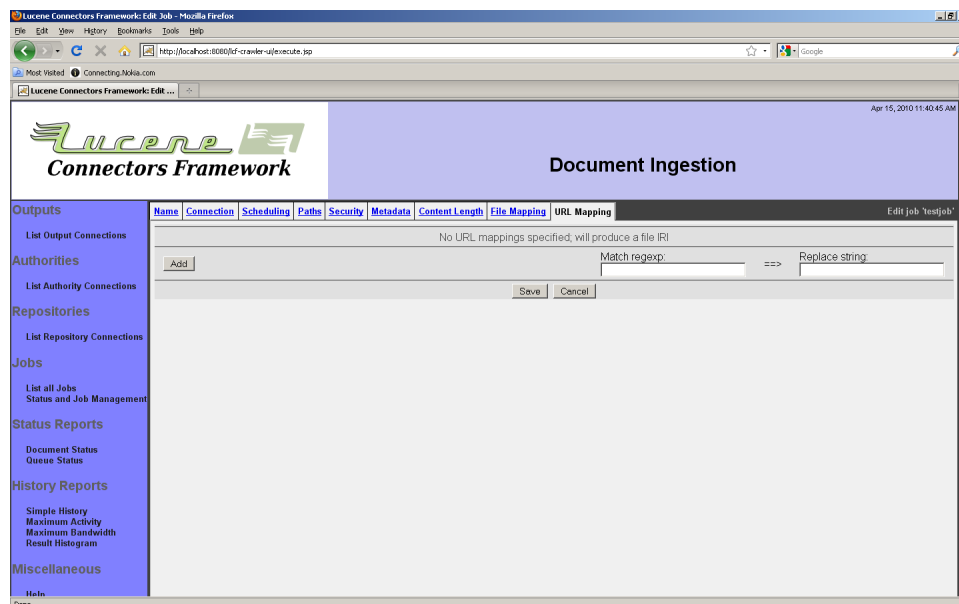 Lucene Connectors Framework: Edit Job - Mozilla Firefox
File Edit View History Bookmarks Tools Help
http://localhost:8080/lcf-crawler-ui/execute.jsp
Google
Most Visited Connecting.Nokia.com
Lucene Connectors Framework: Edit ...
Apr 15, 2010 11:40:45 AM
Lucene
Connectors Framework
Document Ingestion
Name Connection Scheduling Paths Security Metadata Content Length File Mapping URL Mapping
Edit job 'testjob'
Outputs
List Output Connections
Authorities
List Authority Connections
Repositories
List Repository Connections
Jobs
List all Jobs
Status and Job Management
Status Reports
Document Status
Queue Status
History Reports
Simple History
Maximum Activity
Maximum Bandwidth
Result Histogram
Miscellaneous
Help
No URL mappings specified; will produce a file IRI
Add
Match regexp:
==>
Replace string:
Save Cancel
Done